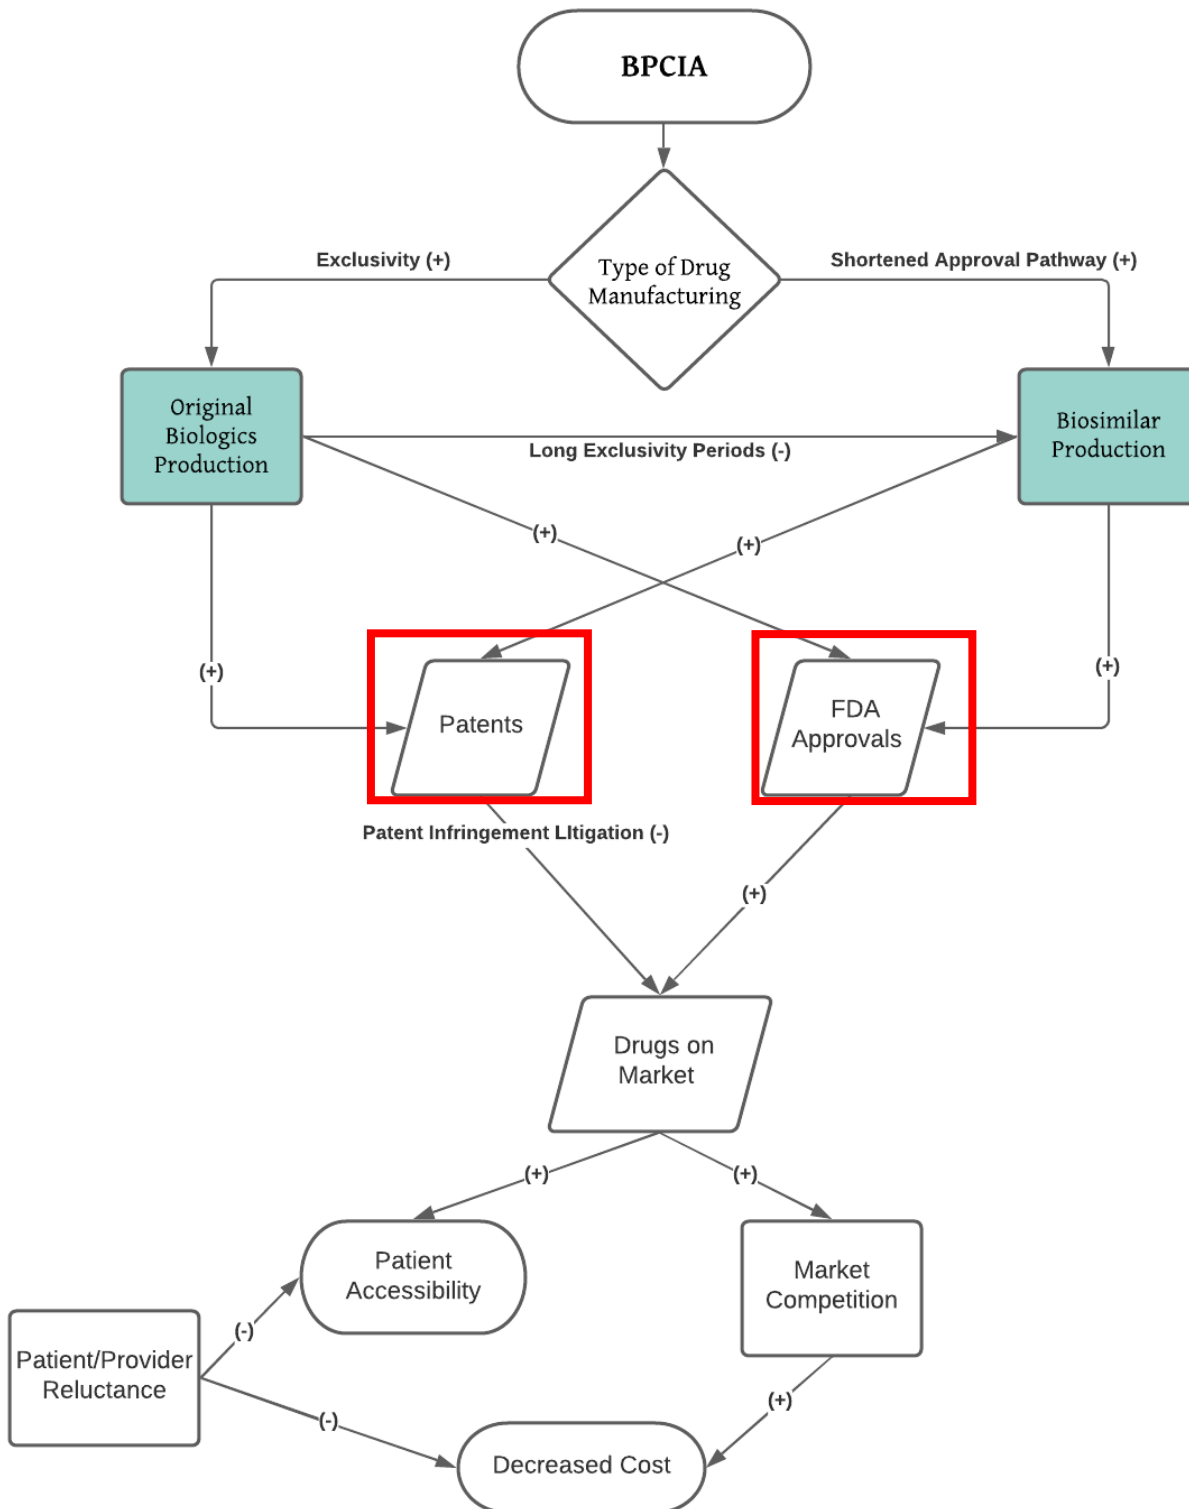 BPCIA
Type of Drug
Manufacturing
Exclusivity (+)
Shortened Approval Pathway (+)
Original
Biologics
Production
Long Exclusivity Periods (-)
Biosimilar
Production
(+)
(+)
(+)
(+)
Patents
FDA
Approvals
Patent Infringement LItigation (-)
(+)
Drugs on
Market
(+)
(+)
Patient
Accessibility
Market
Competition
(-)
Patient/Provider
Reluctance
(-)
(+)
Decreased Cost